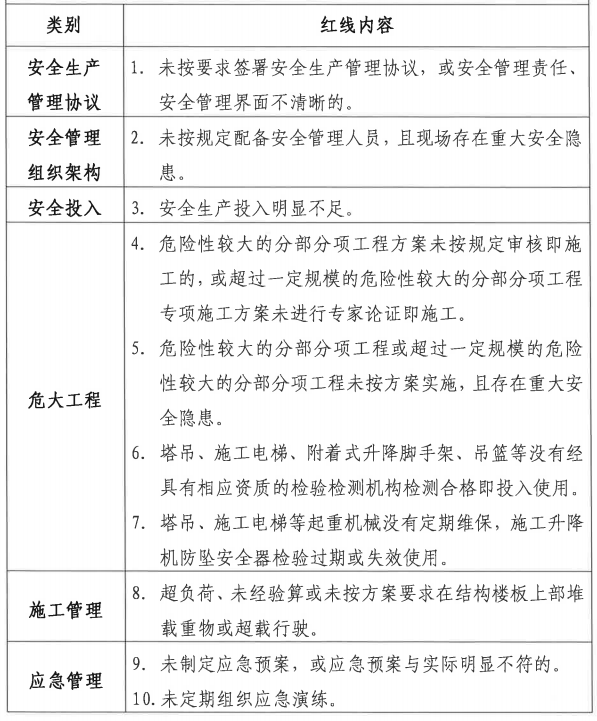 类别 红线内容
安全生产
管理协议
1. 未按要求签署安全生产管理协议，或安全管理责任、
安全管理界面不清晰的。
安全管理
组织架构
2. 未按规定配备安全管理人员，且现场存在重大安全隐
患。
安全投入
3. 安全生产投入明显不足。
危大工程
4. 危险性较大的分部分项工程方案未按规定审核即施
工的，或超过一定规模的危险性较大的分部分项工程
专项施工方案未进行专家论证即施工。
5. 危险性较大的分部分项工程或超过一定规模的危险
性较大的分部分项工程未按方案实施，且存在重大安
全隐患。
6. 塔吊、施工电梯、附着式升降脚手架、吊篮等没有经
具有相应资质的检验检测机构检测合格即投入使用。
7. 塔吊、施工电梯等起重机械没有定期维保，施工升降
机防坠安全器检验过期或失效使用。
施工管理
8. 超负荷、未经验算或未按方案要求在结构楼板上部堆
载重物或超载行驶。
应急管理
9. 未制定应急预案，或应急预案与实际明显不符的。
10. 未定期组织应急演练。